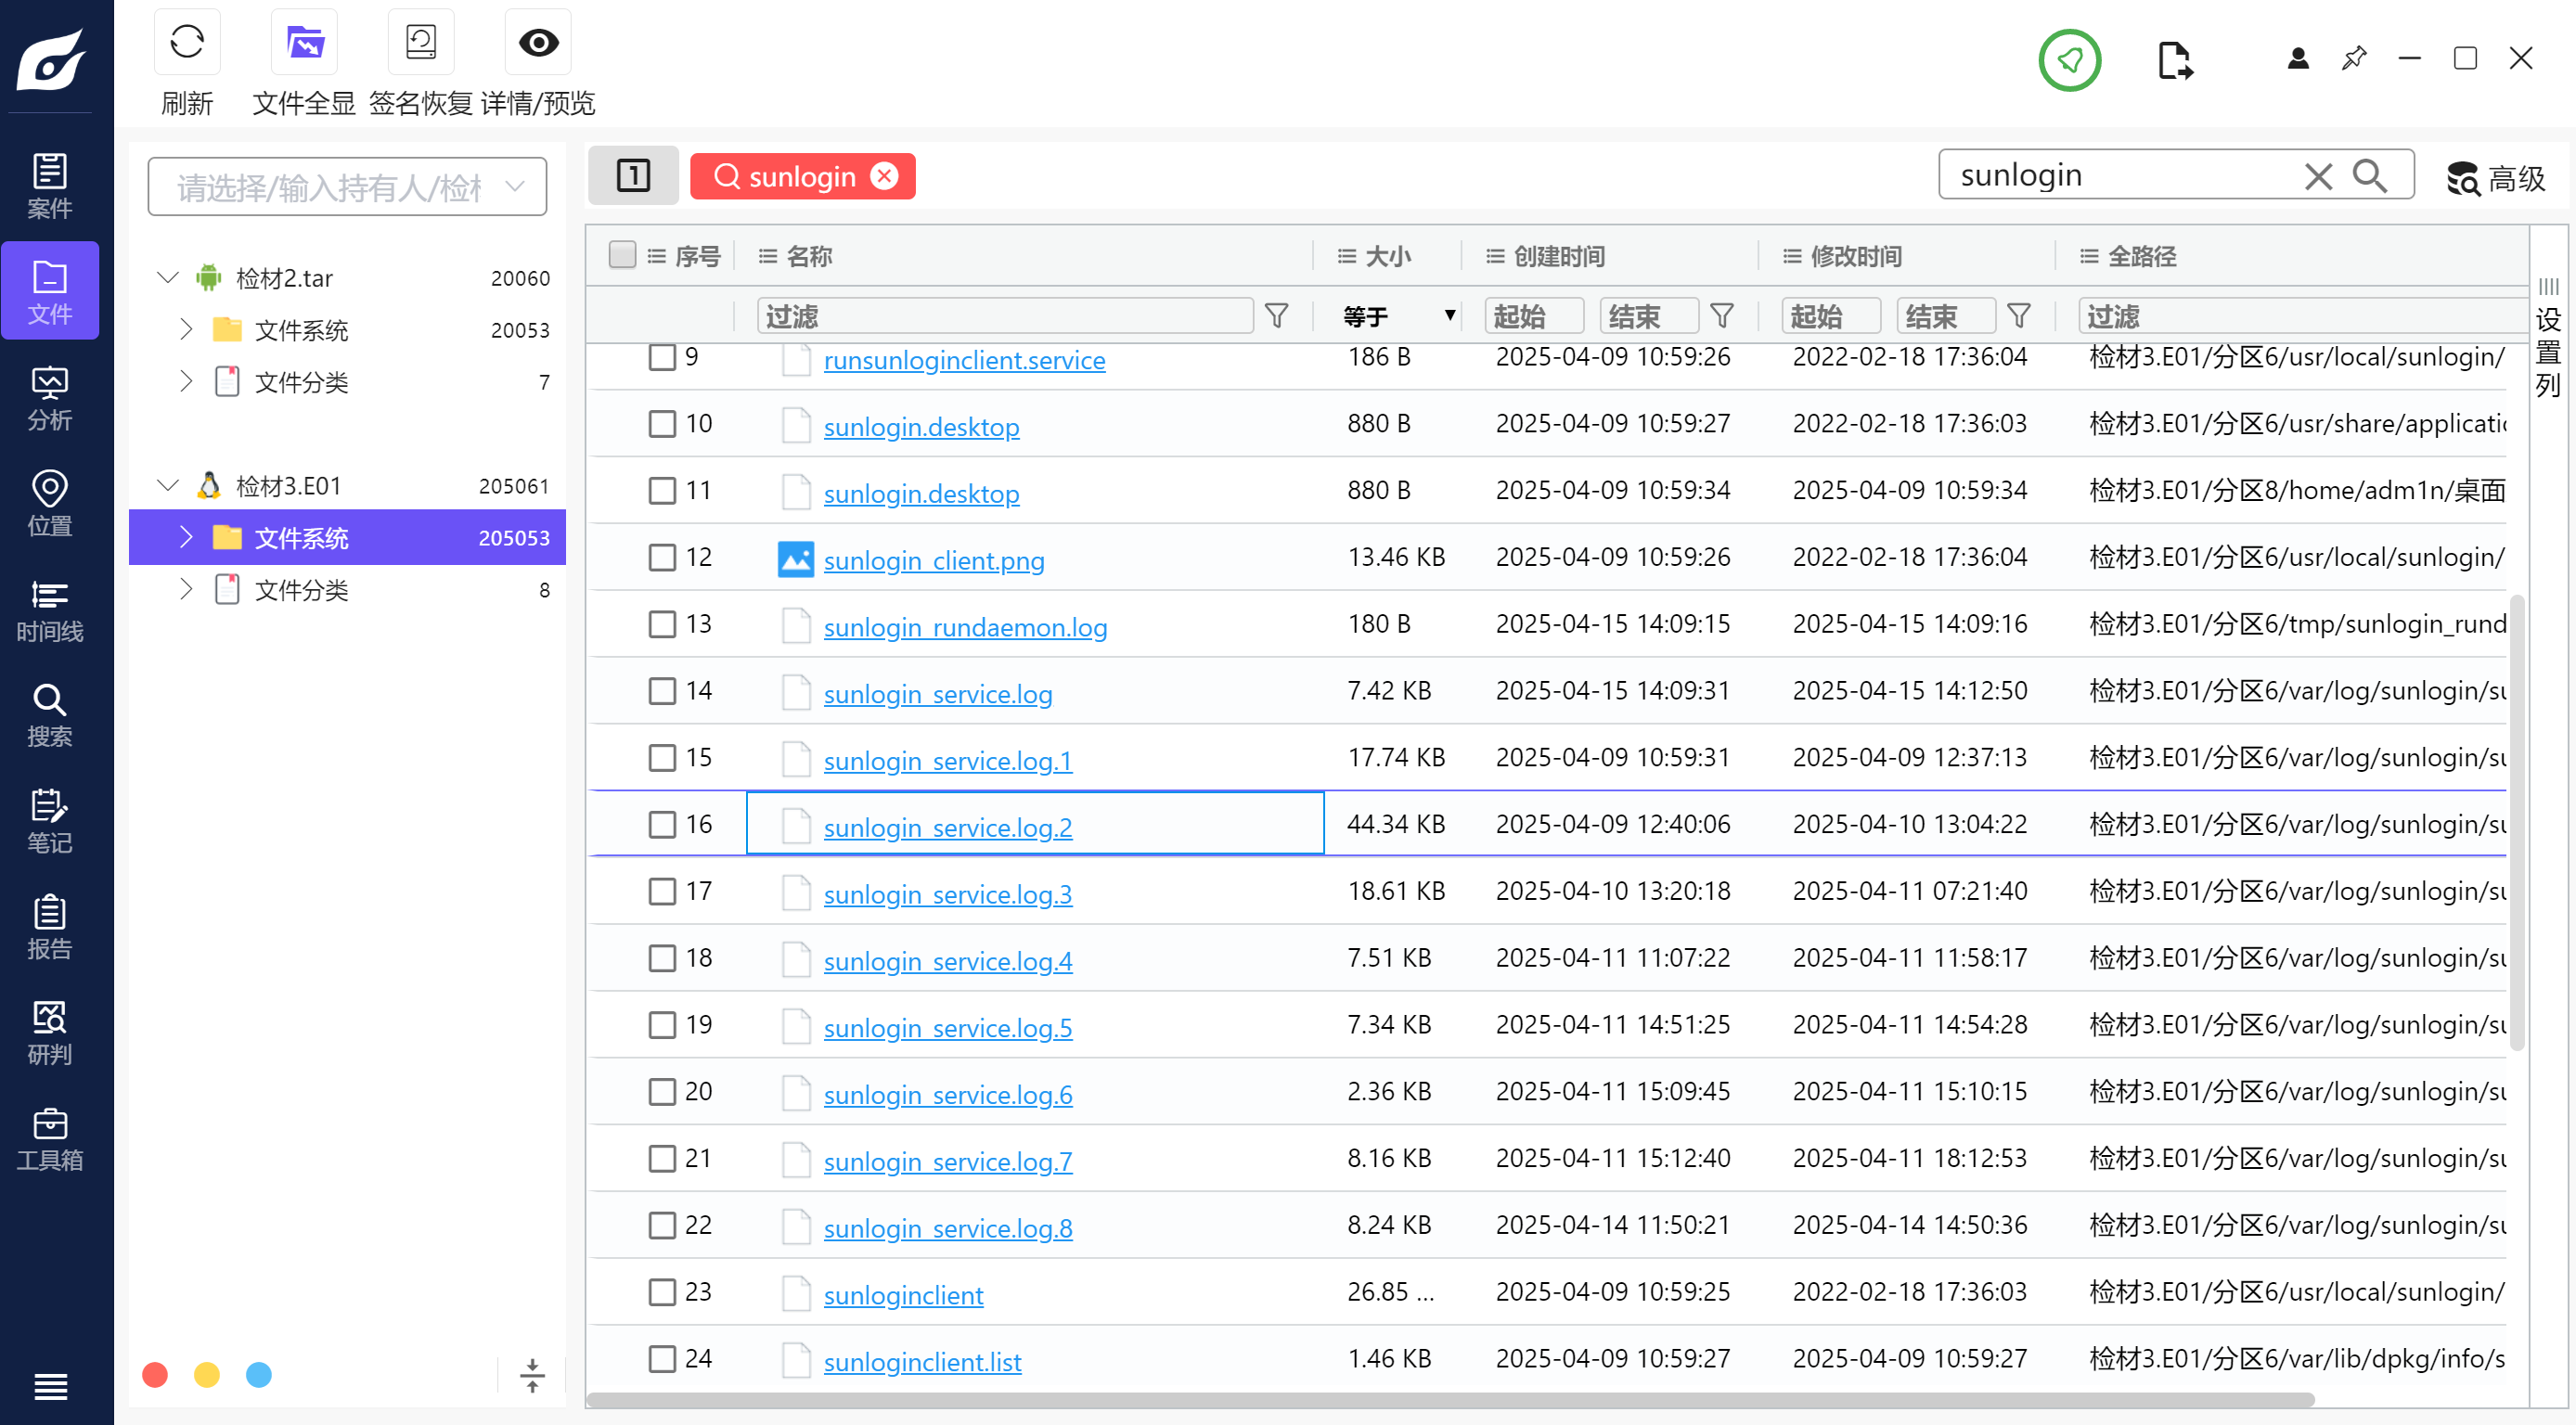 刷新 文件全显 签名恢复 详情/预览
案件
文件
分析
位置
时间线
搜索
笔记
报告
研判
工具箱
请选择/输入持有人/检材
检材2.tar 20060
文件系统 20053
文件分类 7
检材3.E01 205061
文件系统 205053
文件分类 8
1 sunlogin
sunlogin 高级
序号 名称 大小 创建时间 修改时间 全路径
过滤 等于 起始 结束 起始 结束 过滤
9 runsunloginclient.service 186 B 2025-04-09 10:59:26 2022-02-18 17:36:04 检材3.E01/分区6/usr/local/sunlogin/
10 sunlogin.desktop 880 B 2025-04-09 10:59:27 2022-02-18 17:36:03 检材3.E01/分区6/usr/share/applicatic
11 sunlogin.desktop 880 B 2025-04-09 10:59:34 2025-04-09 10:59:34 检材3.E01/分区8/home/adm1n/桌面
12 sunlogin_client.png 13.46 KB 2025-04-09 10:59:26 2022-02-18 17:36:04 检材3.E01/分区6/usr/local/sunlogin/
13 sunlogin_rundaemon.log 180 B 2025-04-15 14:09:15 2025-04-15 14:09:16 检材3.E01/分区6/tmp/sunlogin_rund
14 sunlogin_service.log 7.42 KB 2025-04-15 14:09:31 2025-04-15 14:12:50 检材3.E01/分区6/var/log/sunlogin/su
15 sunlogin_service.log.1 17.74 KB 2025-04-09 10:59:31 2025-04-09 12:37:13 检材3.E01/分区6/var/log/sunlogin/su
16 sunlogin_service.log.2 44.34 KB 2025-04-09 12:40:06 2025-04-10 13:04:22 检材3.E01/分区6/var/log/sunlogin/su
17 sunlogin_service.log.3 18.61 KB 2025-04-10 13:20:18 2025-04-11 07:21:40 检材3.E01/分区6/var/log/sunlogin/su
18 sunlogin_service.log.4 7.51 KB 2025-04-11 11:07:22 2025-04-11 11:58:17 检材3.E01/分区6/var/log/sunlogin/su
19 sunlogin_service.log.5 7.34 KB 2025-04-11 14:51:25 2025-04-11 14:54:28 检材3.E01/分区6/var/log/sunlogin/su
20 sunlogin_service.log.6 2.36 KB 2025-04-11 15:09:45 2025-04-11 15:10:15 检材3.E01/分区6/var/log/sunlogin/su
21 sunlogin_service.log.7 8.16 KB 2025-04-11 15:12:40 2025-04-11 18:12:53 检材3.E01/分区6/var/log/sunlogin/su
22 sunlogin_service.log.8 8.24 KB 2025-04-14 11:50:21 2025-04-14 14:50:36 检材3.E01/分区6/var/log/sunlogin/su
23 sunloginclient 26.85 ... 2025-04-09 10:59:25 2022-02-18 17:36:03 检材3.E01/分区6/usr/local/sunlogin/
24 sunloginclient.list 1.46 KB 2025-04-09 10:59:27 2025-04-09 10:59:27 检材3.E01/分区6/var/lib/dpkg/info/s
设置列